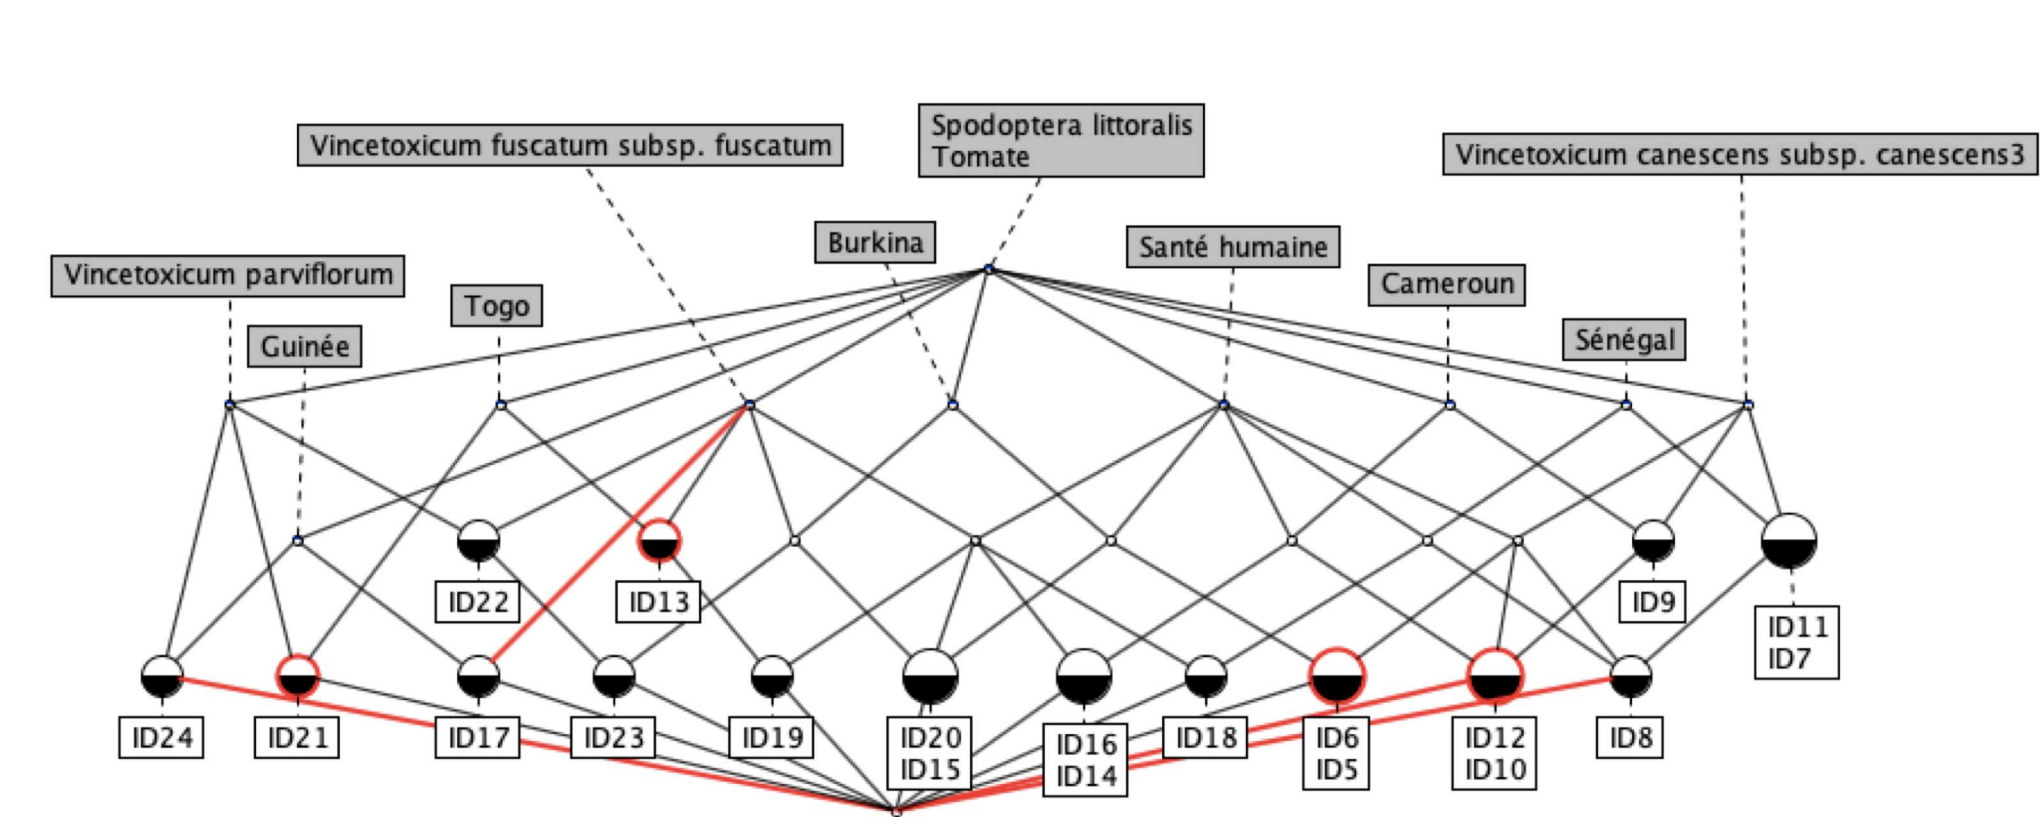 Spodoptera littoralis
Tomate
Vincetoxicum fuscatum subsp. fuscatum
Vincetoxicum canescens subsp. canescens3
Burkina
Santé humaine
Vincetoxicum parviflorum
Cameroun
Togo
Guinée
Sénégal
ID22
ID13
ID9
ID11
ID7
ID24
ID21
ID17
ID23
ID19
ID20
ID15
ID16
ID14
ID18
ID6
ID5
ID12
ID10
ID8